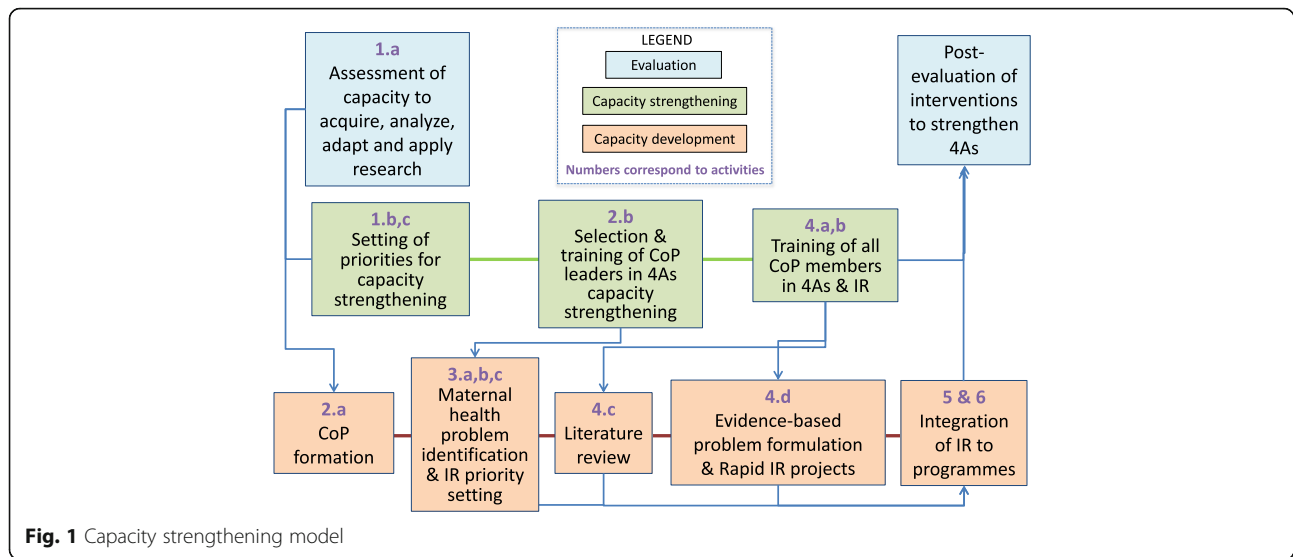 1.a
Assessment of
capacity to
acquire, analyze,
adapt and apply
research
LEGEND
Evaluation
Capacity strengthening
Capacity development
Numbers correspond to activities
Post-
evaluation of
interventions
to strengthen
4As
1.b,c
Setting of
priorities for
capacity
strengthening
2.b
Selection &
training of CoP
leaders in 4As
capacity
strengthening
4.a,b
Training of all
CoP members
in 4As & IR
2.a
CoP
formation
3.a,b,c
Maternal
health
problem
identification
& IR priority
setting
4.c
Literature
review
4.d
Evidence-based
problem formulation
& Rapid IR projects
5 & 6
Integration
of IR to
programmes
Fig. 1 Capacity strengthening model